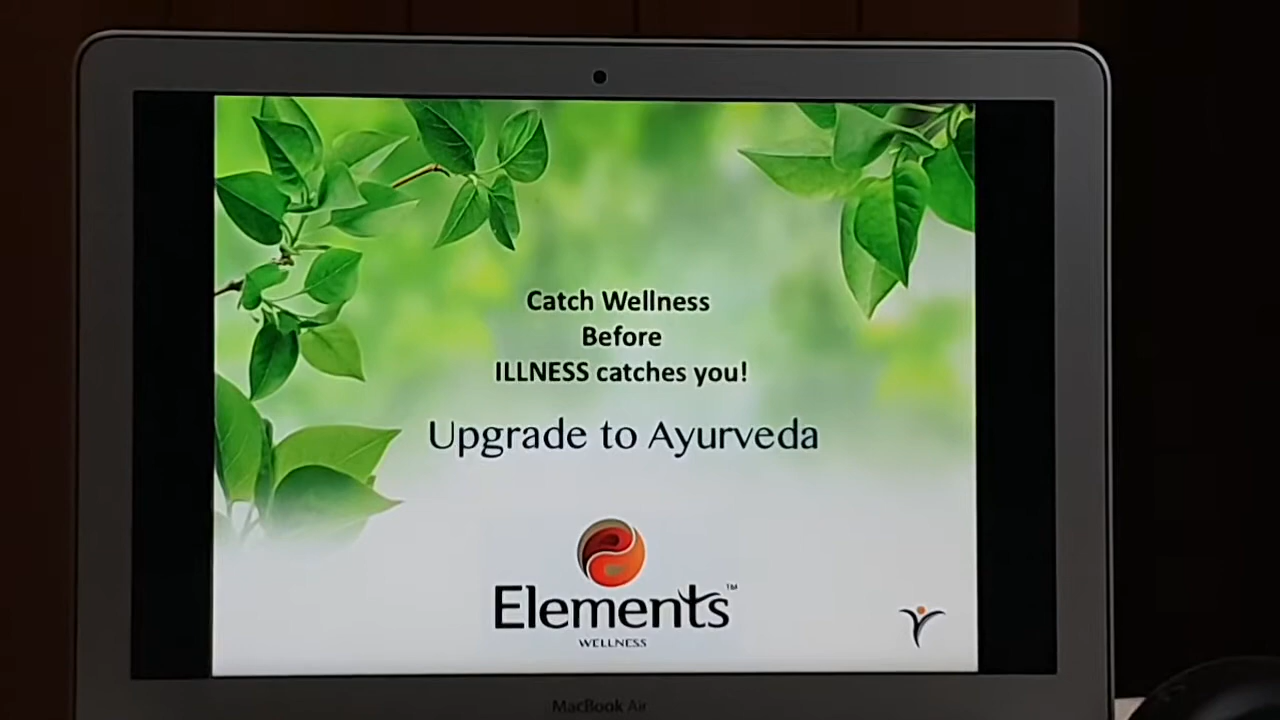 Catch Wellness
Before
ILLNESS catches you!
Upgrade to Ayurveda
Elements™
WELLNESS
MacBook Air